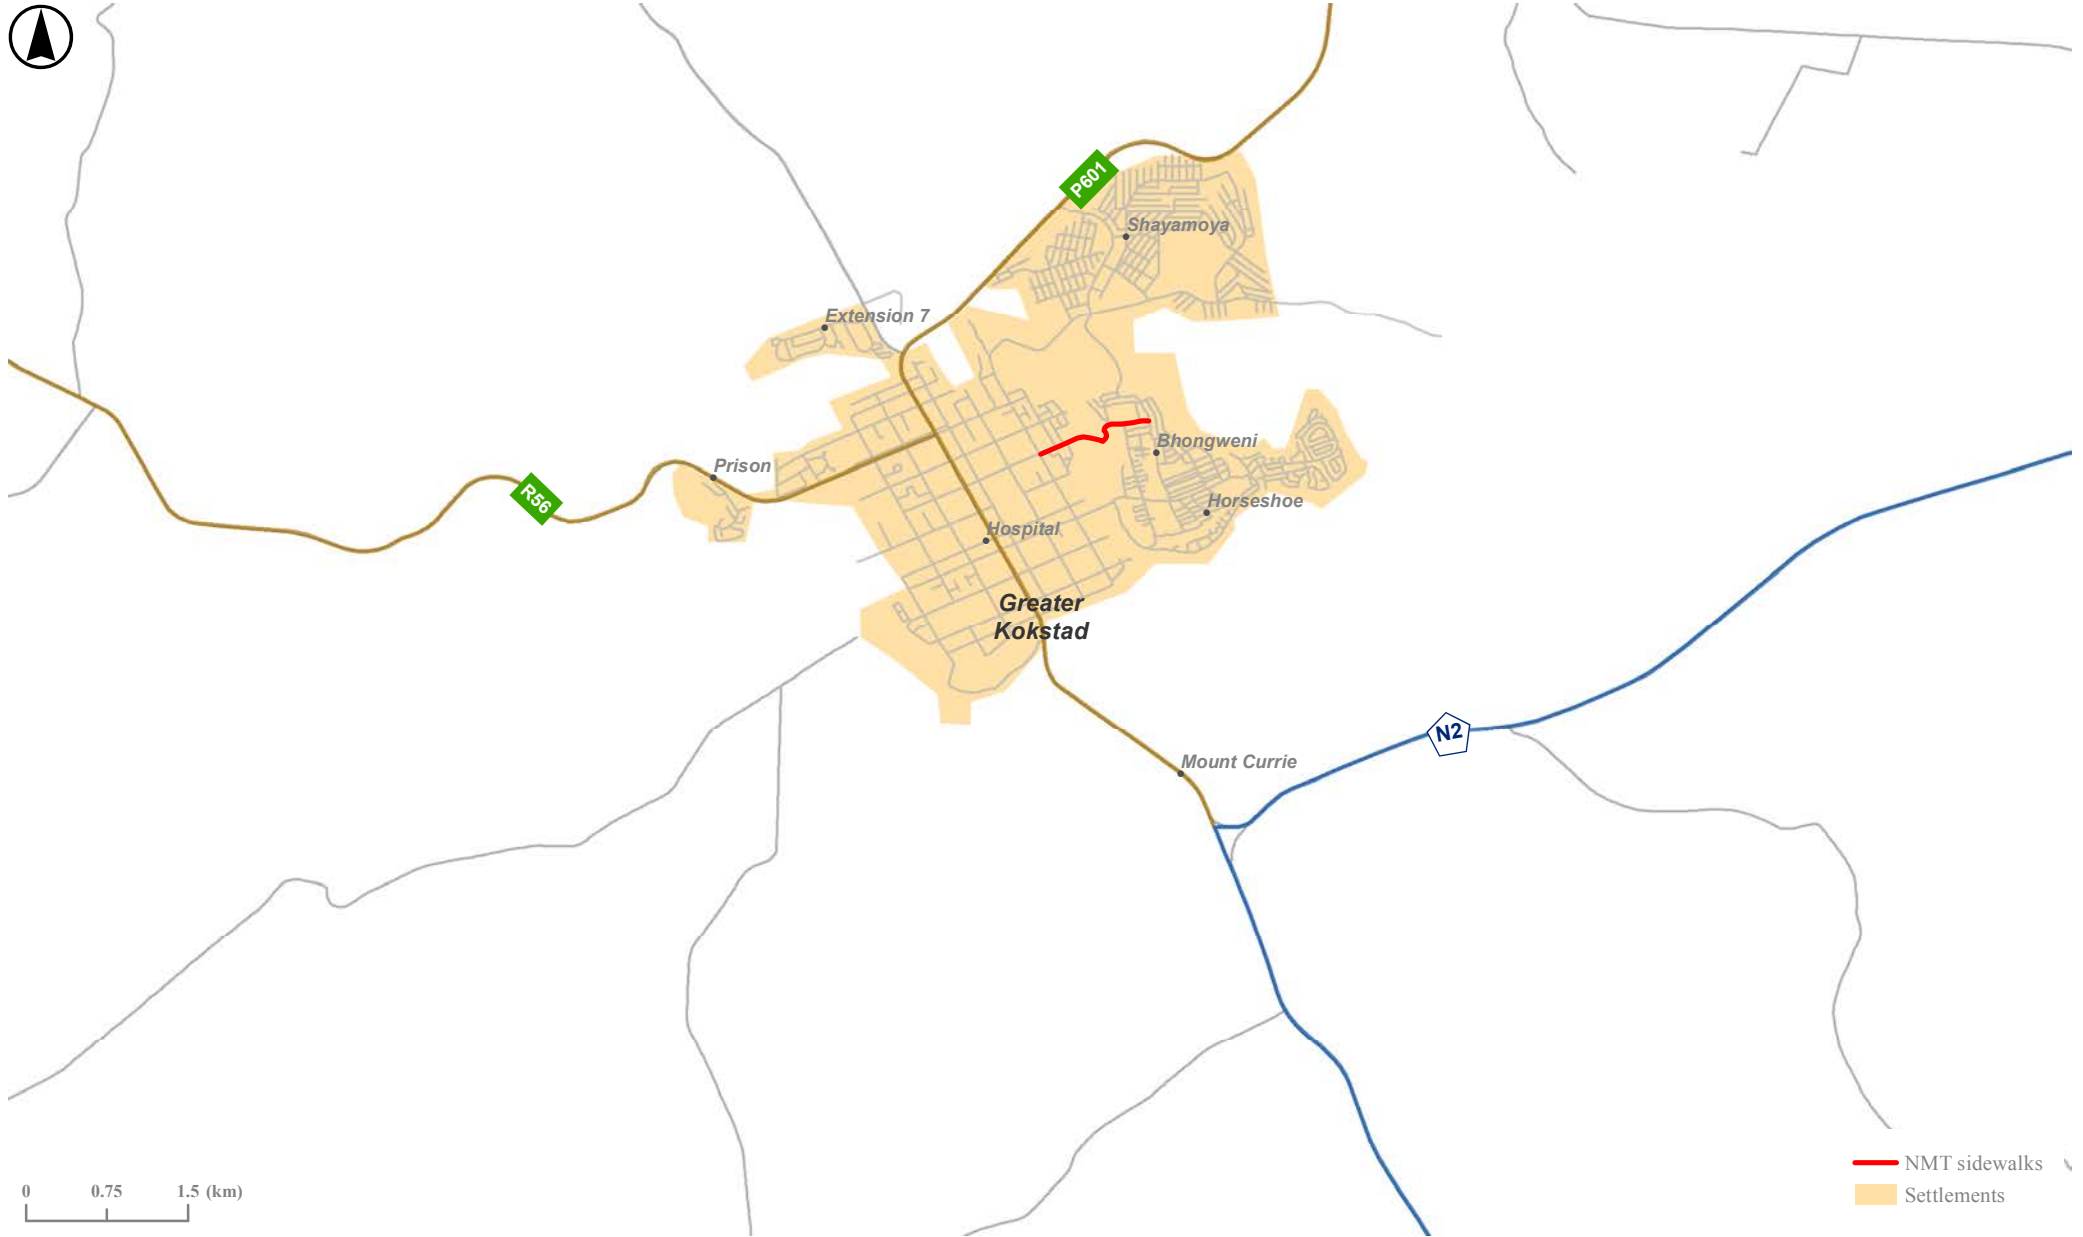 P601
Shayamoya
Extension 7
Bhongweni
Prison
R56
Horseshoe
Hospital
Greater
Kokstad
N2
Mount Currie
NMT sidewalks
0 0.75 1.5 (km)
Settlements